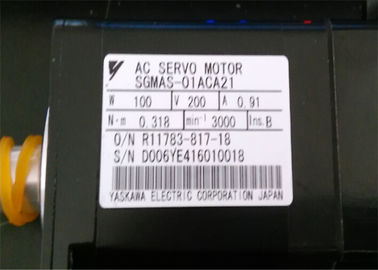 AC SERVO MOTOR
SGMAS-01ACA21
W 100 V 200 A 0.91
N-m 0.318 min⁻¹ 3000 Ins.B
O/N R11783-817-18
S/N D006YE416010018
YASKAWA ELECTRIC CORPORATION JAPAN